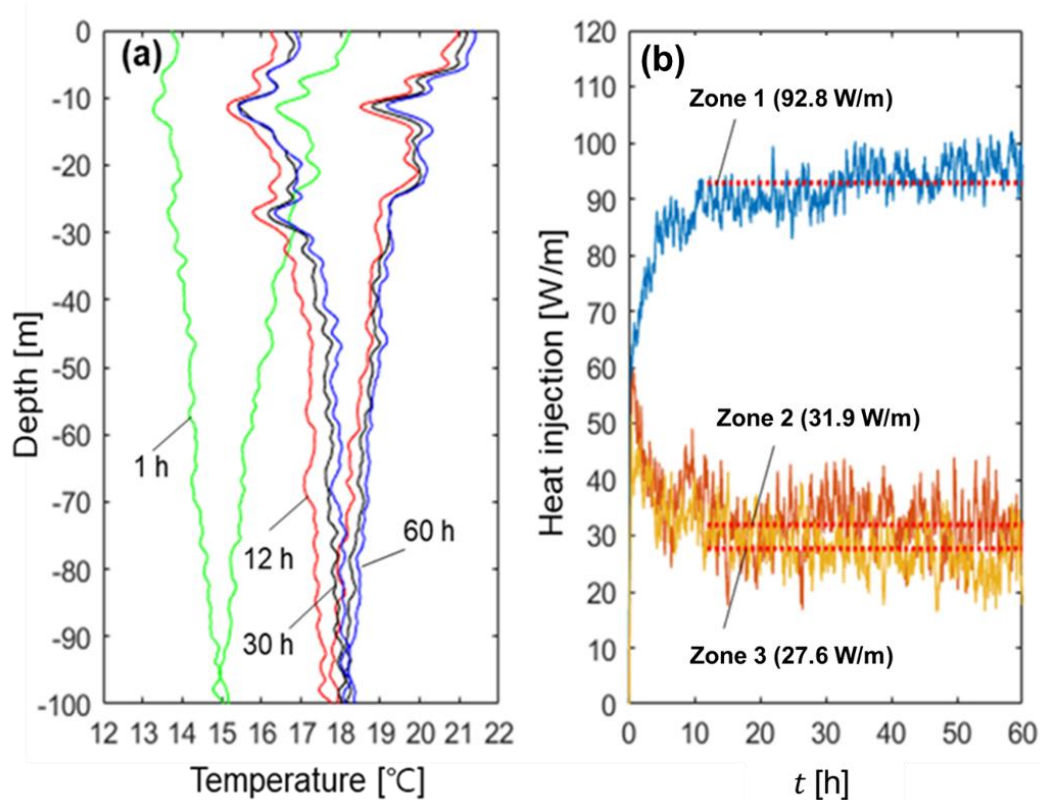 (a)
0
-10
-20
-30
-40
-50
-60
-70
-80
-90
-100
Depth [m]
1 h
12 h
30 h
60 h
12 13 14 15 16 17 18 19 20 21 22
Temperature [℃]
(b)
120
110
100
90
80
70
60
50
40
30
20
10
0
Heat injection [W/m]
Zone 1 (92.8 W/m)
Zone 2 (31.9 W/m)
Zone 3 (27.6 W/m)
0 10 20 30 40 50 60
t [h]